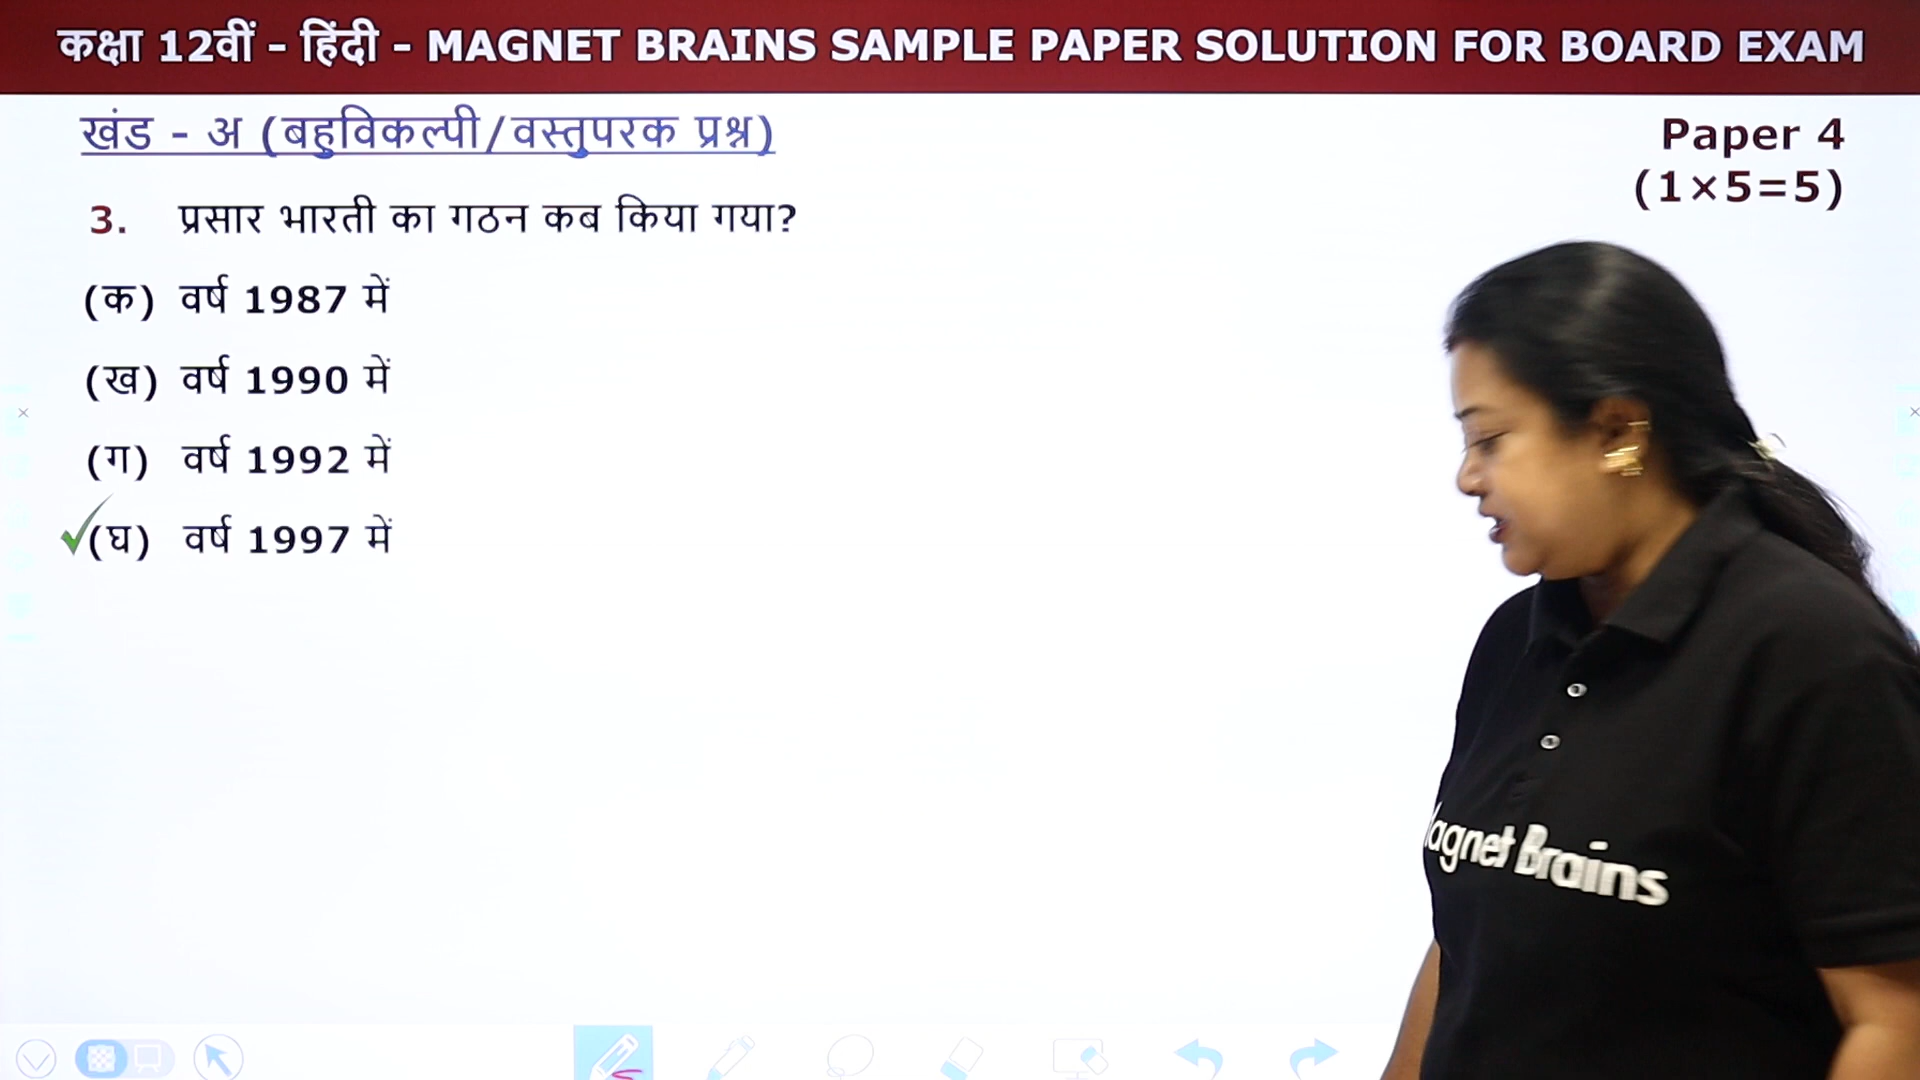 कक्षा 12वीं - हिंदी - MAGNET BRAINS SAMPLE PAPER SOLUTION FOR BOARD EXAM
खंड - अ (बहुविकल्पी/वस्तुपरक प्रश्न)
Paper 4
(1×5=5)
3. प्रसार भारती का गठन कब किया गया?
(क) वर्ष 1987 में
(ख) वर्ष 1990 में
(ग) वर्ष 1992 में
(घ) वर्ष 1997 में
Magnet Brains